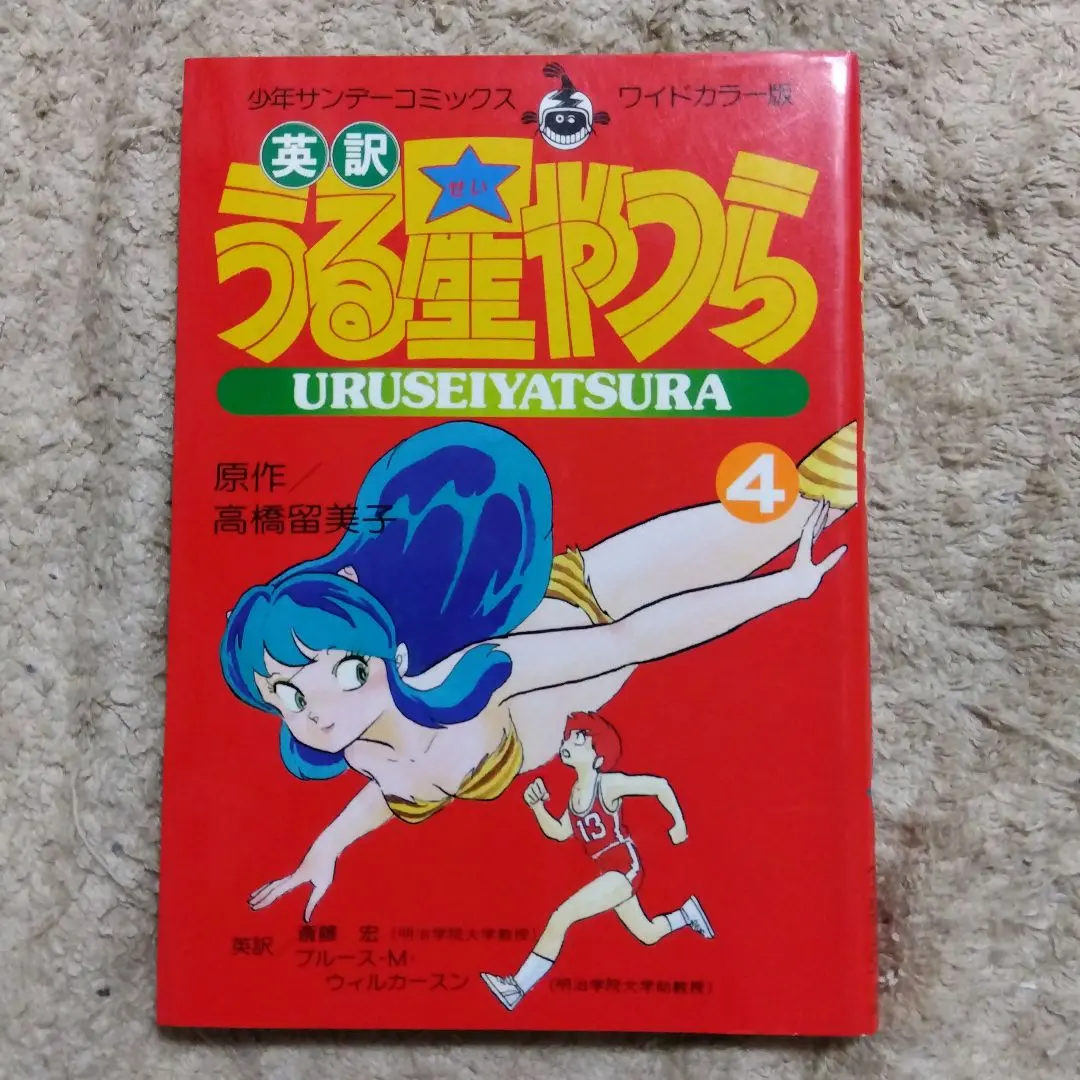 少年サンデーコミックス ワイドカラー版
英訳
うる星やつら
せい
URUSEIYATSURA
4
原作／
高橋留美子
13
英訳／斎藤 宏（明治学院大学教授）
ブルース・M・
ウィルカースン（明治学院大学助教授）